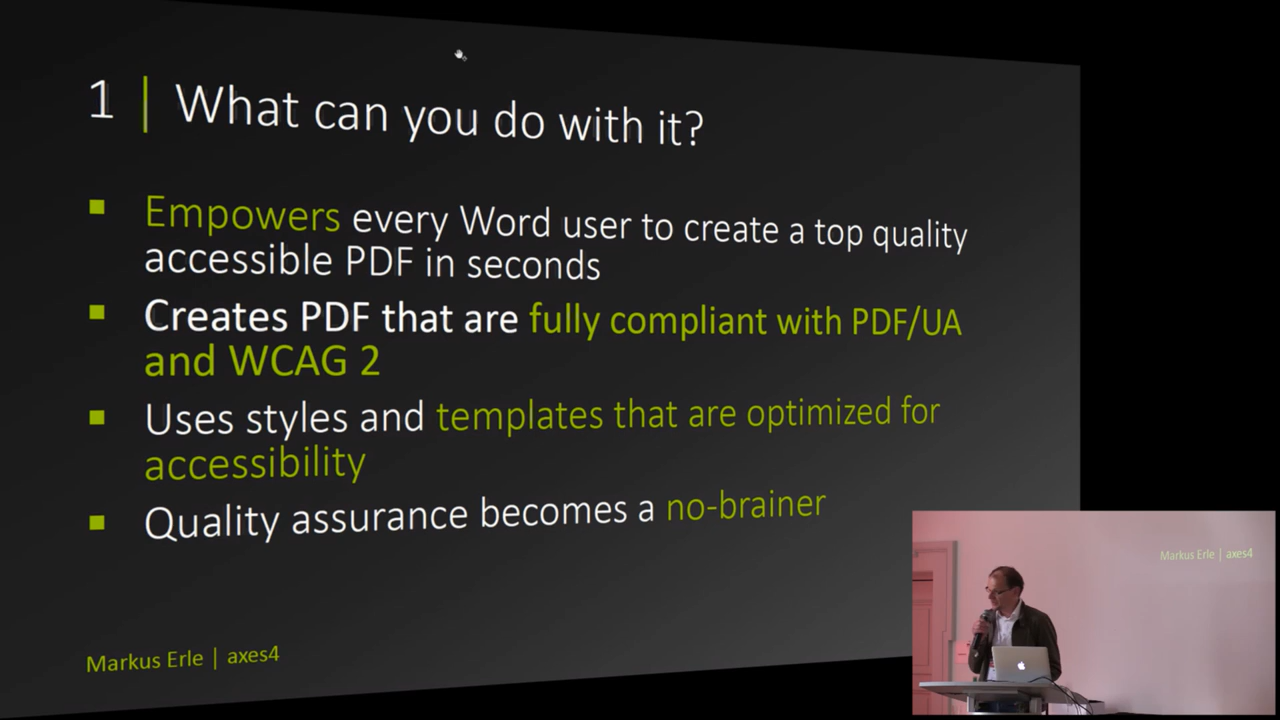 1 | What can you do with it?
Empowers every Word user to create a top quality
accessible PDF in seconds
Creates PDF that are fully compliant with PDF/UA
and WCAG 2
Uses styles and templates that are optimized for
accessibility
Quality assurance becomes a no-brainer
Markus Erle | axes4
Markus Erle | axes4